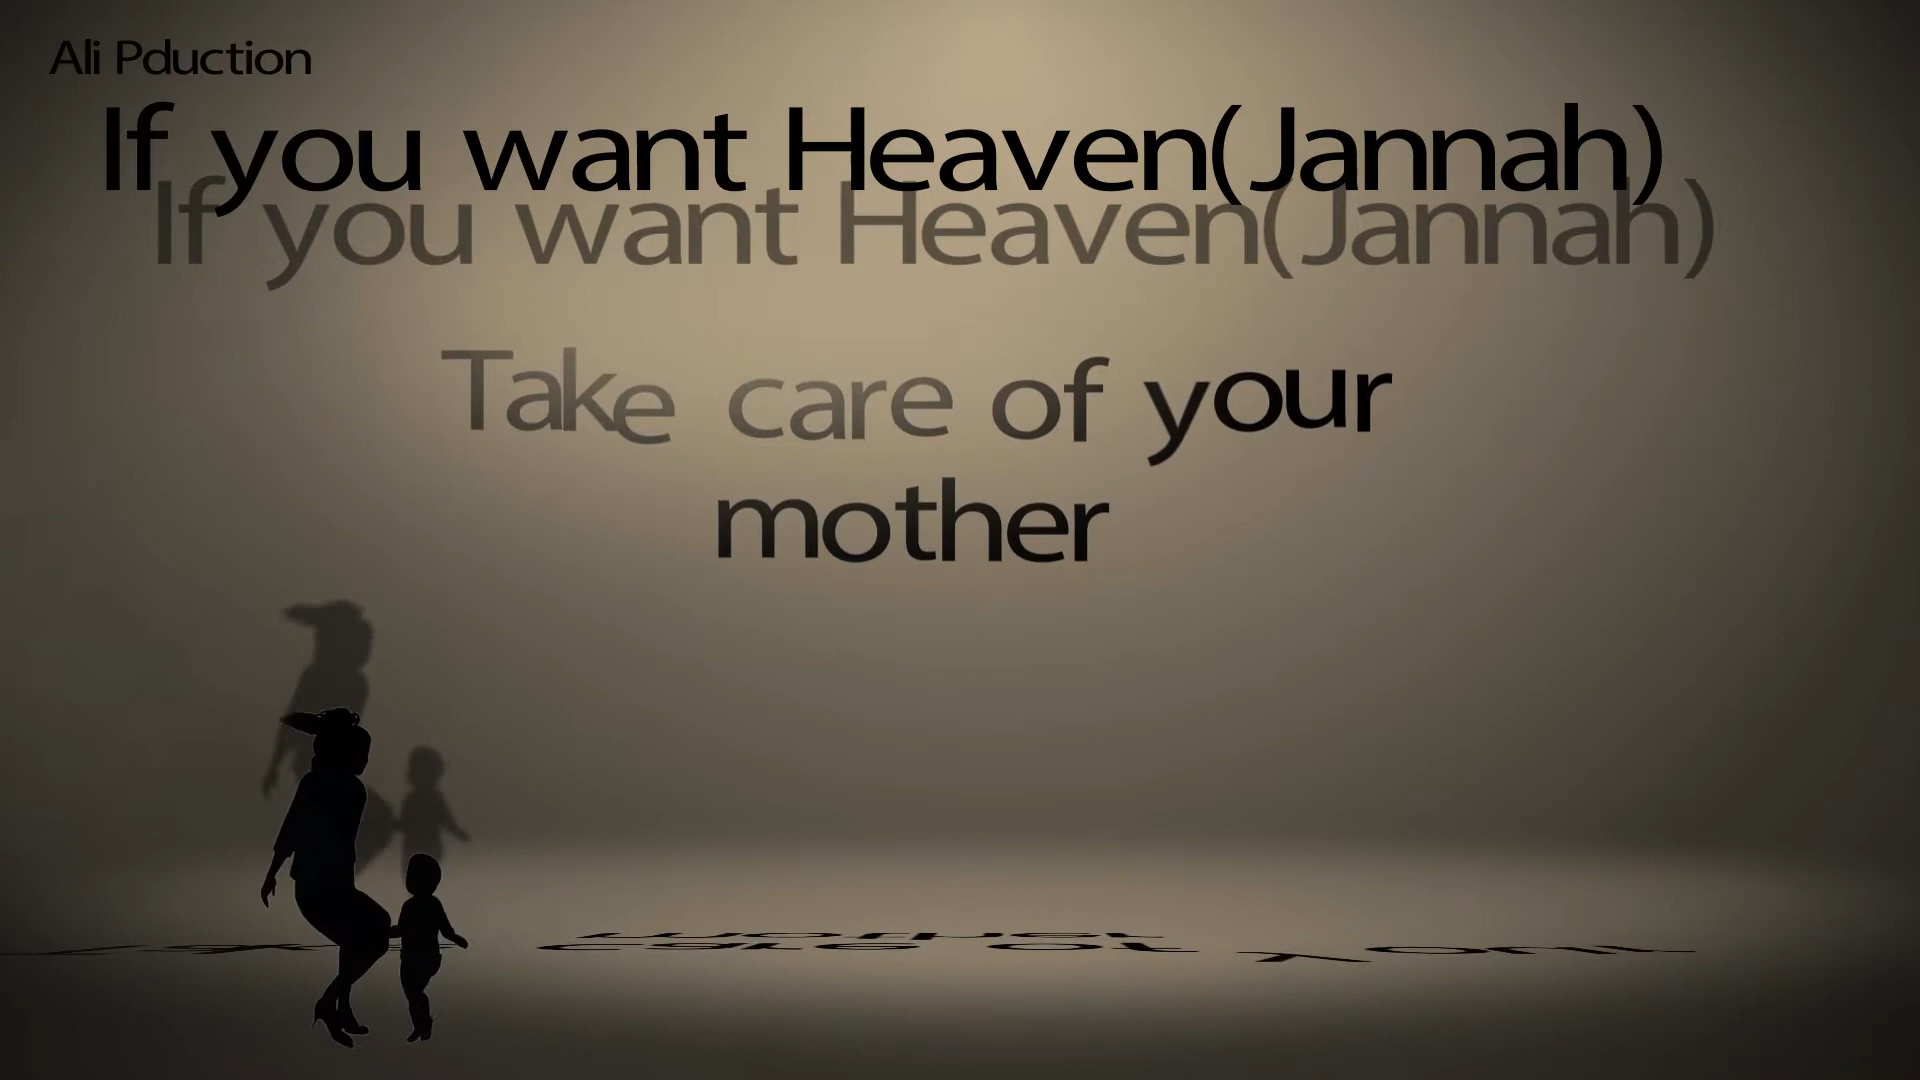 Ali Pduction
If you want Heaven(Jannah)
If you want Heaven(Jannah)
Take care of your
mother